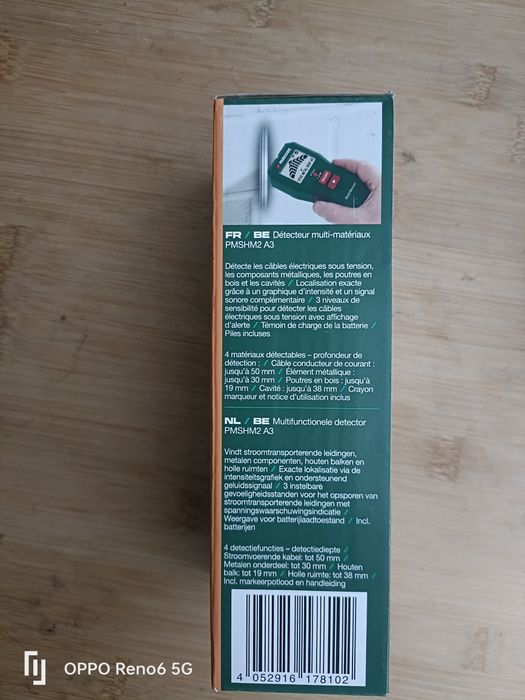 FR / BE Détecteur multi-matériaux
PMSHM2 A3
Détecte les câbles électriques sous tension,
les composants métalliques, les poutres en
bois et les cavités / Localisation exacte
grâce à un graphique d'intensité et un signal
sonore complémentaire / 3 niveaux de
sensibilité pour détecter les câbles
électriques sous tension avec affichage
d'alerte / Témoin de charge de la batterie /
Piles incluses
4 matériaux détectables – profondeur de
détection : / Câble conducteur de courant :
jusqu'à 50 mm / Élément métallique :
jusqu'à 30 mm / Poutres en bois : jusqu'à
19 mm / Cavité : jusqu'à 38 mm / Crayon
marqueur et notice d'utilisation inclus
NL / BE Multifunctionele detector
PMSHM2 A3
Vindt stroomtransporterende leidingen,
metalen componenten, houten balken en
holle ruimten / Exacte lokalisatie via de
intensiteitsgrafiek en ondersteunend
geluidssignaal / 3 instelbare
gevoeligheidsstanden voor het opsporen van
stroomtransporterende leidingen met
spanningswaarschuwingsindicatie /
Weergave voor batterijlaadtoestand / Incl.
batterijen
4 detectiefuncties – detectiediepte /
Stroomvoerende kabel: tot 50 mm /
Metalen onderdeel: tot 30 mm / Houten
balk: tot 19 mm / Holle ruimte: tot 38 mm /
Incl. markeerpotlood en handleiding
4 052916 178102
OPPO Reno6 5G